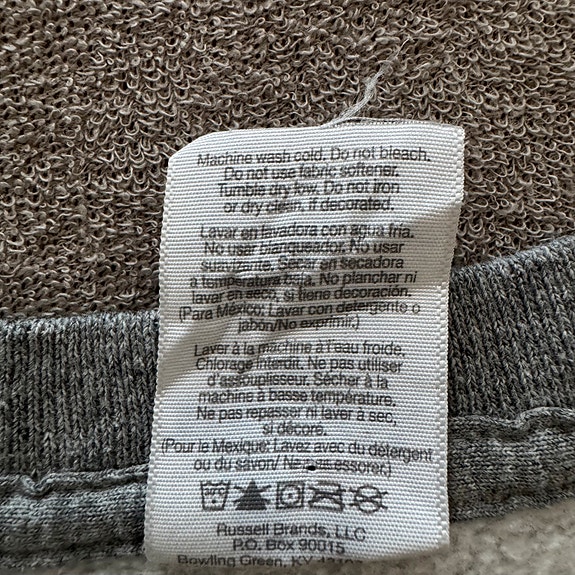 Machine wash cold. Do not bleach.
Do not use fabric softener.
Tumble dry low. Do not iron
or dry clean, if decorated.
Lavar en lavadora con agua fría.
No usar blanqueador. No usar
suavizante. Secar en secadora
a temperatura baja. No planchar ni
lavar en seco, si tiene decoración.
(Para México: Lavar con detergente o
jabón/No exprimir.)
Laver à la machine à l'eau froide.
Chlorage interdit. Ne pas utiliser
d'assouplisseur. Sécher à la
machine à basse température.
Ne pas repasser ni laver à sec,
si décoré.
(Pour le Mexique: Lavez avec du détergent
ou du savon/ Ne pas essorer.)
Russell Brands, LLC
P.O. Box 90015
Bowling Green, KY